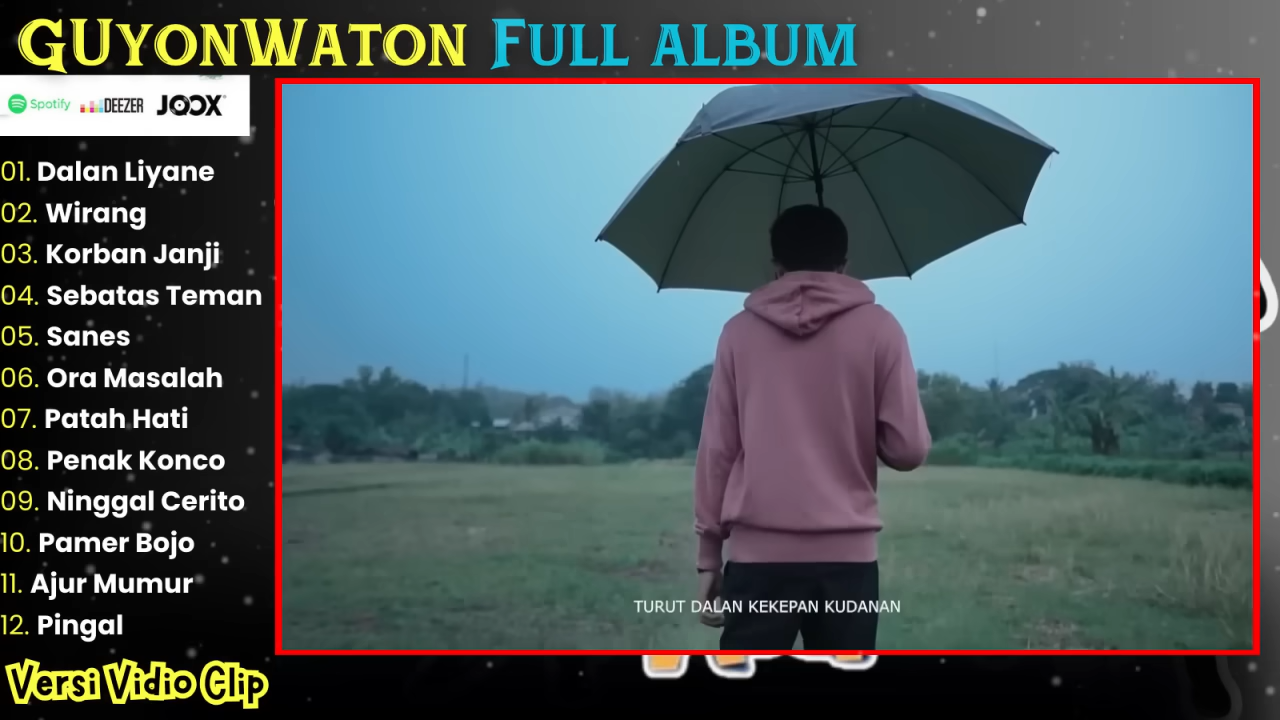 GUYONWATON FULL ALBUM
Spotify DEEZER JOOX
01. Dalan Liyane
02. Wirang
03. Korban Janji
04. Sebatas Teman
05. Sanes
06. Ora Masalah
07. Patah Hati
08. Penak Konco
09. Ninggal Cerito
10. Pamer Bojo
11. Ajur Mumur
12. Pingal
Versi Vidio Clip
TURUT DALAN KEKEPAN KUDANAN